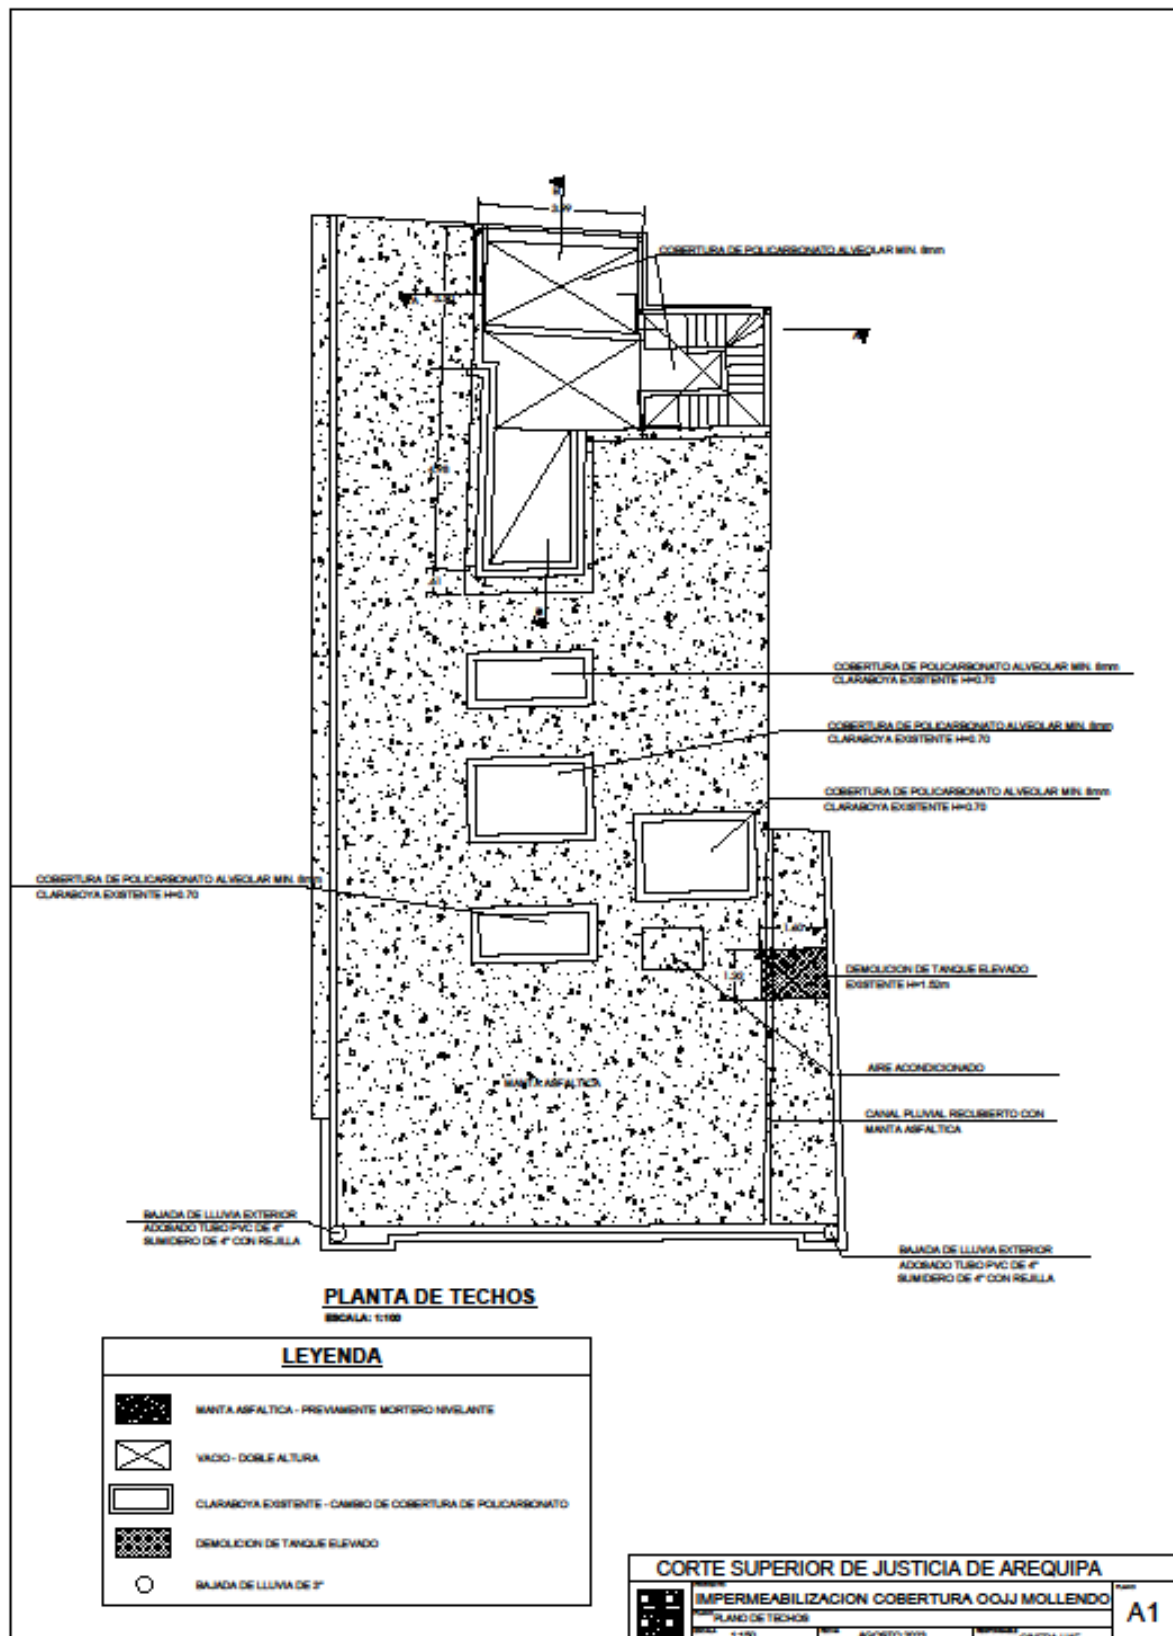 3.99
COBERTURA DE POLICARBONATO ALVEOLAR MIN. 8mm
A
A
.61
COBERTURA DE POLICARBONATO ALVEOLAR MIN. 8mm
CLARABOYA EXISTENTE H=0.70
COBERTURA DE POLICARBONATO ALVEOLAR MIN. 8mm
CLARABOYA EXISTENTE H=0.70
COBERTURA DE POLICARBONATO ALVEOLAR MIN. 8mm
CLARABOYA EXISTENTE H=0.70
COBERTURA DE POLICARBONATO ALVEOLAR MIN. 8mm
CLARABOYA EXISTENTE H=0.70
1.60
DEMOLICION DE TANQUE ELEVADO
EXISTENTE H=1.52m
AIRE ACONDICIONADO
MANTA ASFALTICA
CANAL PLUVIAL RECUBIERTO CON
MANTA ASFALTICA
BAJADA DE LLUVIA EXTERIOR
ADOSADO TUBO PVC DE 4"
SUMIDERO DE 4" CON REJILLA
BAJADA DE LLUVIA EXTERIOR
ADOSADO TUBO PVC DE 4"
SUMIDERO DE 4" CON REJILLA
PLANTA DE TECHOS
ESCALA: 1:100
LEYENDA
MANTA ASFALTICA - PREVIAMENTE MORTERO NIVELANTE
VACIO - DOBLE ALTURA
CLARABOYA EXISTENTE - CAMBIO DE COBERTURA DE POLICARBONATO
DEMOLICION DE TANQUE ELEVADO
BAJADA DE LLUVIA DE 3"
CORTE SUPERIOR DE JUSTICIA DE AREQUIPA
IMPERMEABILIZACION COBERTURA OOJJ MOLLENDO
PLANO DE TECHOS
A1